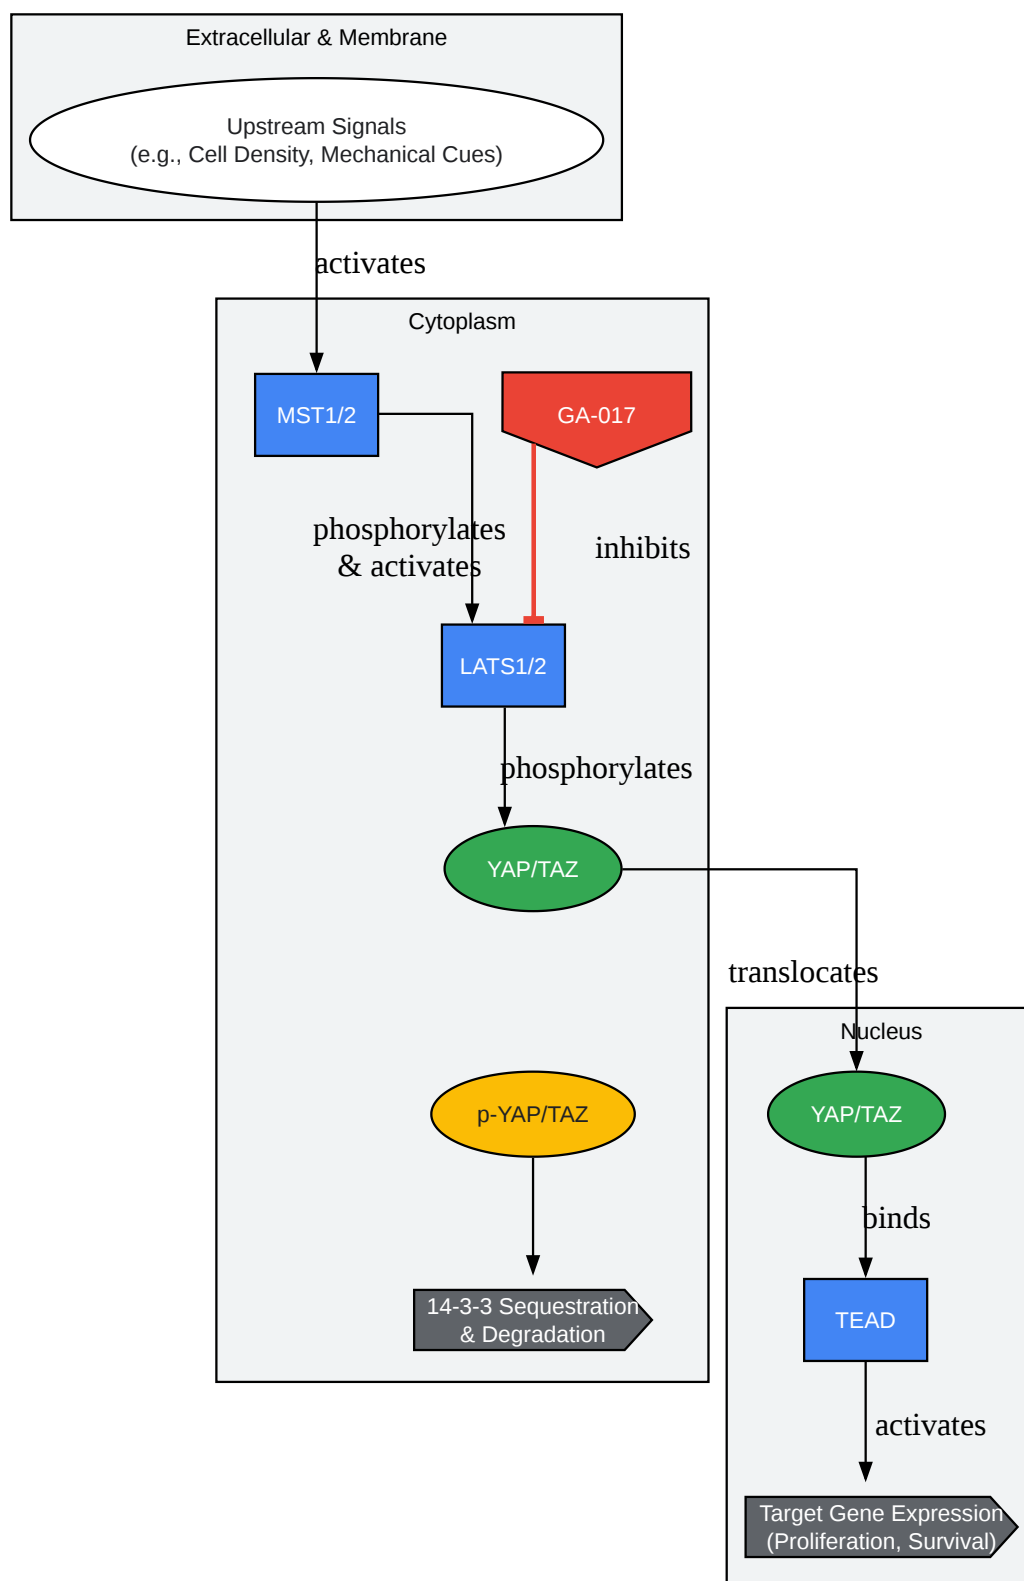 Extracellular & Membrane
Upstream Signals
(e.g., Cell Density, Mechanical Cues)
activates
Cytoplasm
MST1/2
GA-017
phosphorylates
& activates
inhibits
LATS1/2
phosphorylates
YAP/TAZ
translocates
Nucleus
p-YAP/TAZ
YAP/TAZ
binds
14-3-3 Sequestration
& Degradation
TEAD
activates
Target Gene Expression
(Proliferation, Survival)